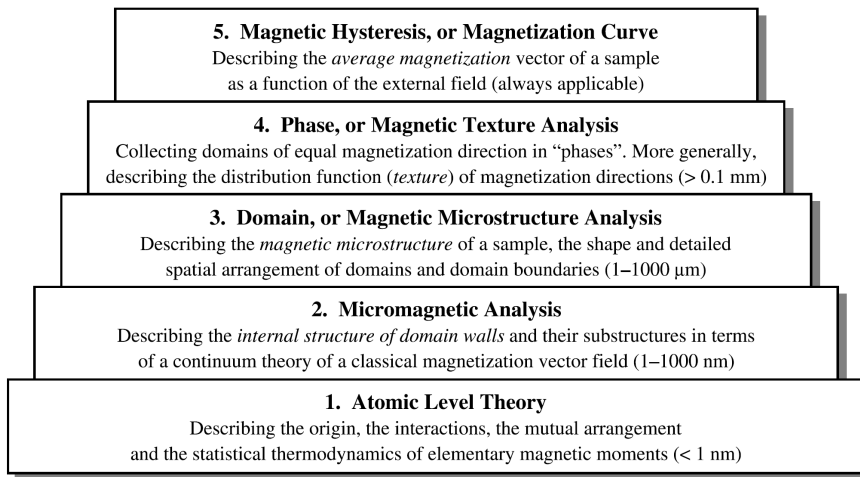 5. Magnetic Hysteresis, or Magnetization Curve
Describing the average magnetization vector of a sample
as a function of the external field (always applicable)
4. Phase, or Magnetic Texture Analysis
Collecting domains of equal magnetization direction in “phases”. More generally,
describing the distribution function (texture) of magnetization directions (> 0.1 mm)
3. Domain, or Magnetic Microstructure Analysis
Describing the magnetic microstructure of a sample, the shape and detailed
spatial arrangement of domains and domain boundaries (1–1000 μm)
2. Micromagnetic Analysis
Describing the internal structure of domain walls and their substructures in terms
of a continuum theory of a classical magnetization vector field (1–1000 nm)
1. Atomic Level Theory
Describing the origin, the interactions, the mutual arrangement
and the statistical thermodynamics of elementary magnetic moments (< 1 nm)